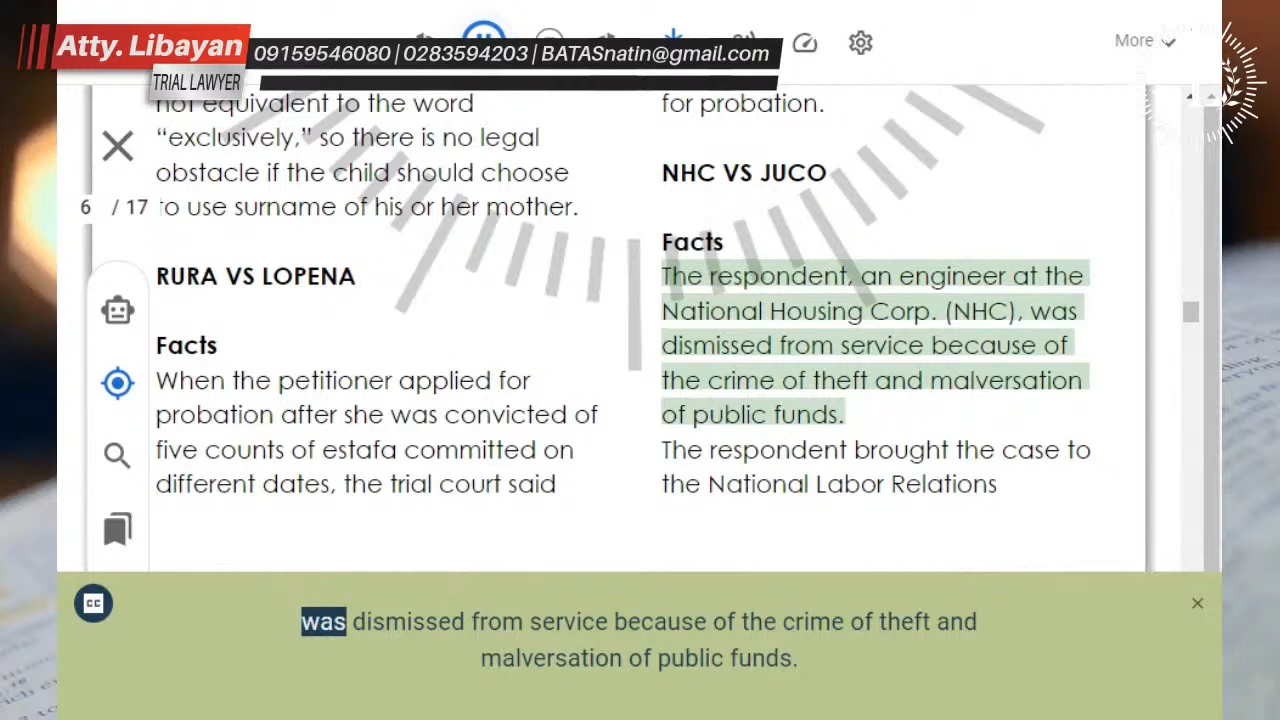 Atty. Libayan
TRIAL LAWYER
09159546080 | 0283594203 | BATASnatin@gmail.com
More
6 / 17
not equivalent to the word
“exclusively,” so there is no legal
obstacle if the child should choose
to use surname of his or her mother.
RURA VS LOPENA
Facts
When the petitioner applied for
probation after she was convicted of
five counts of estafa committed on
different dates, the trial court said
for probation.
NHC VS JUCO
Facts
The respondent, an engineer at the
National Housing Corp. (NHC), was
dismissed from service because of
the crime of theft and malversation
of public funds.
The respondent brought the case to
the National Labor Relations
CC
was dismissed from service because of the crime of theft and
malversation of public funds.